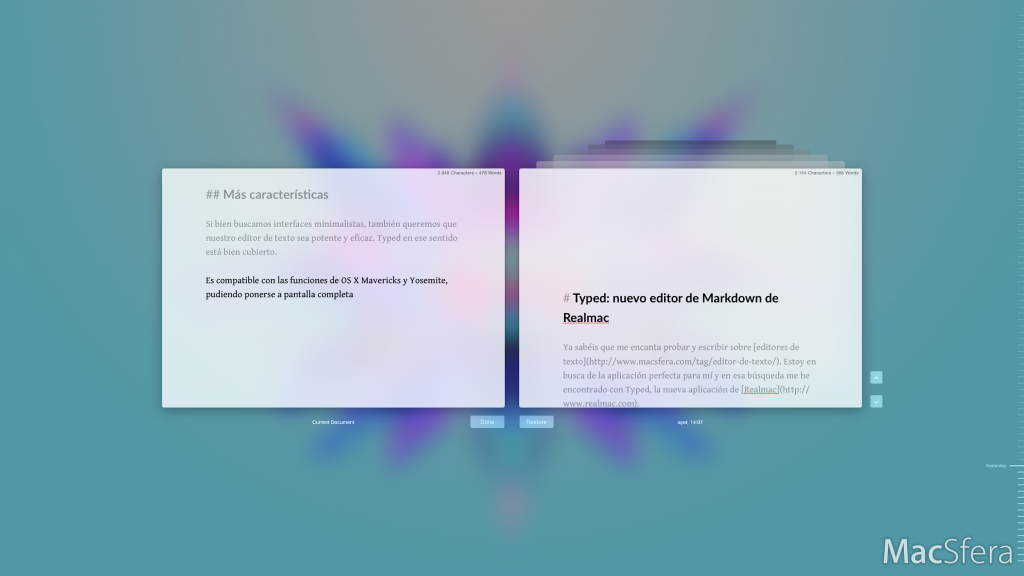 2.848 Characters – 478 Words
## Más características
Si bien buscamos interfaces minimalistas, también queremos que
nuestro editor de texto sea potente y eficaz. Typed en ese sentido
está bien cubierto.
Es compatible con las funciones de OS X Mavericks y Yosemite,
pudiendo ponerse a pantalla completa
Current Document
Done
2.154 Characters – 366 Words
# Typed: nuevo editor de Markdown de
Realmac
Ya sabéis que me encanta probar y escribir sobre [editores de
texto](http://www.macsfera.com/tag/editor-de-texto/). Estoy en
busca de la aplicación perfecta para mí y en esa búsqueda me he
encontrado con Typed, la nueva aplicación de [Realmac](http://
www.realmac.com).
Restore
ayer, 14:07
Yesterday
MacSfera